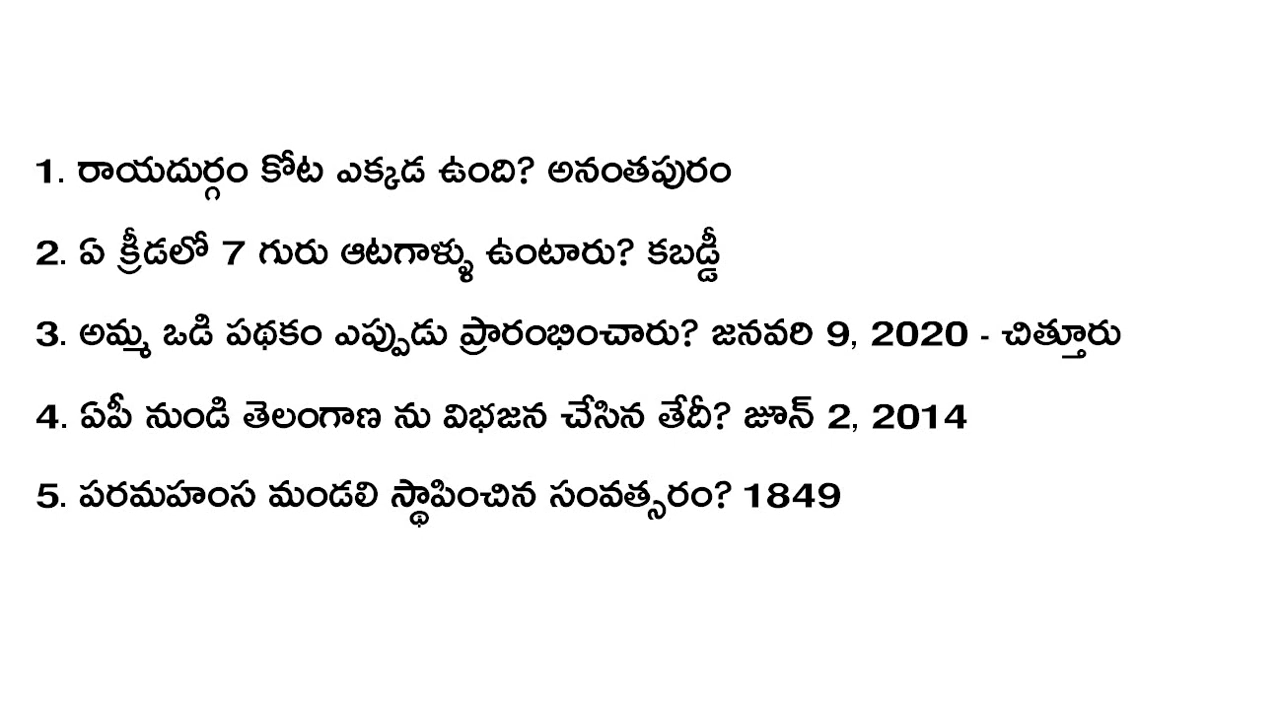 1. రాయదుర్గం కోట ఎక్కడ ఉంది? అనంతపురం
2. ఏ క్రీడలో 7 గురు ఆటగాళ్ళు ఉంటారు? కబడ్డీ
3. అమ్మ ఒడి పథకం ఎప్పుడు ప్రారంభించారు? జనవరి 9, 2020 - చిత్తూరు
4. ఏపీ నుండి తెలంగాణ ను విభజన చేసిన తేదీ? జూన్ 2, 2014
5. పరమహంస మండలి స్థాపించిన సంవత్సరం? 1849